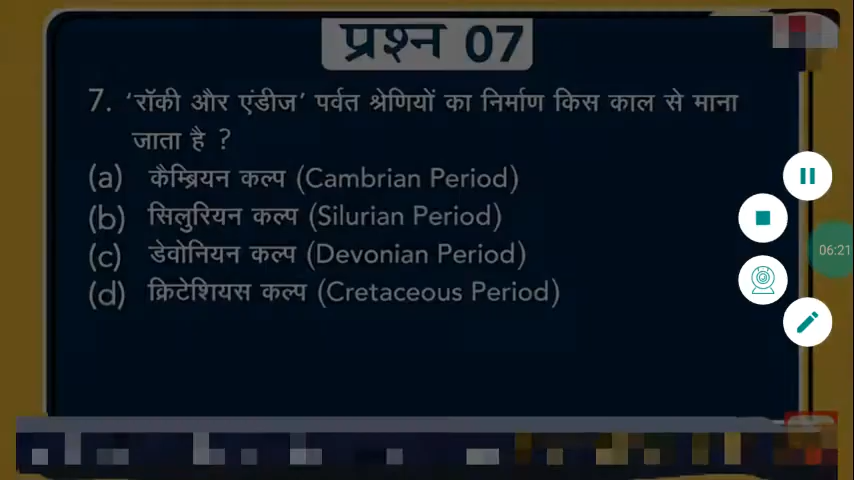 प्रश्न 07
7. ‘रॉकी और एंडीज’ पर्वत श्रेणियों का निर्माण किस काल से माना
जाता है ?
(a) कैम्ब्रियन कल्प (Cambrian Period)
(b) सिलुरियन कल्प (Silurian Period)
(c) डेवोनियन कल्प (Devonian Period)
(d) क्रिटेशियस कल्प (Cretaceous Period)
06:21